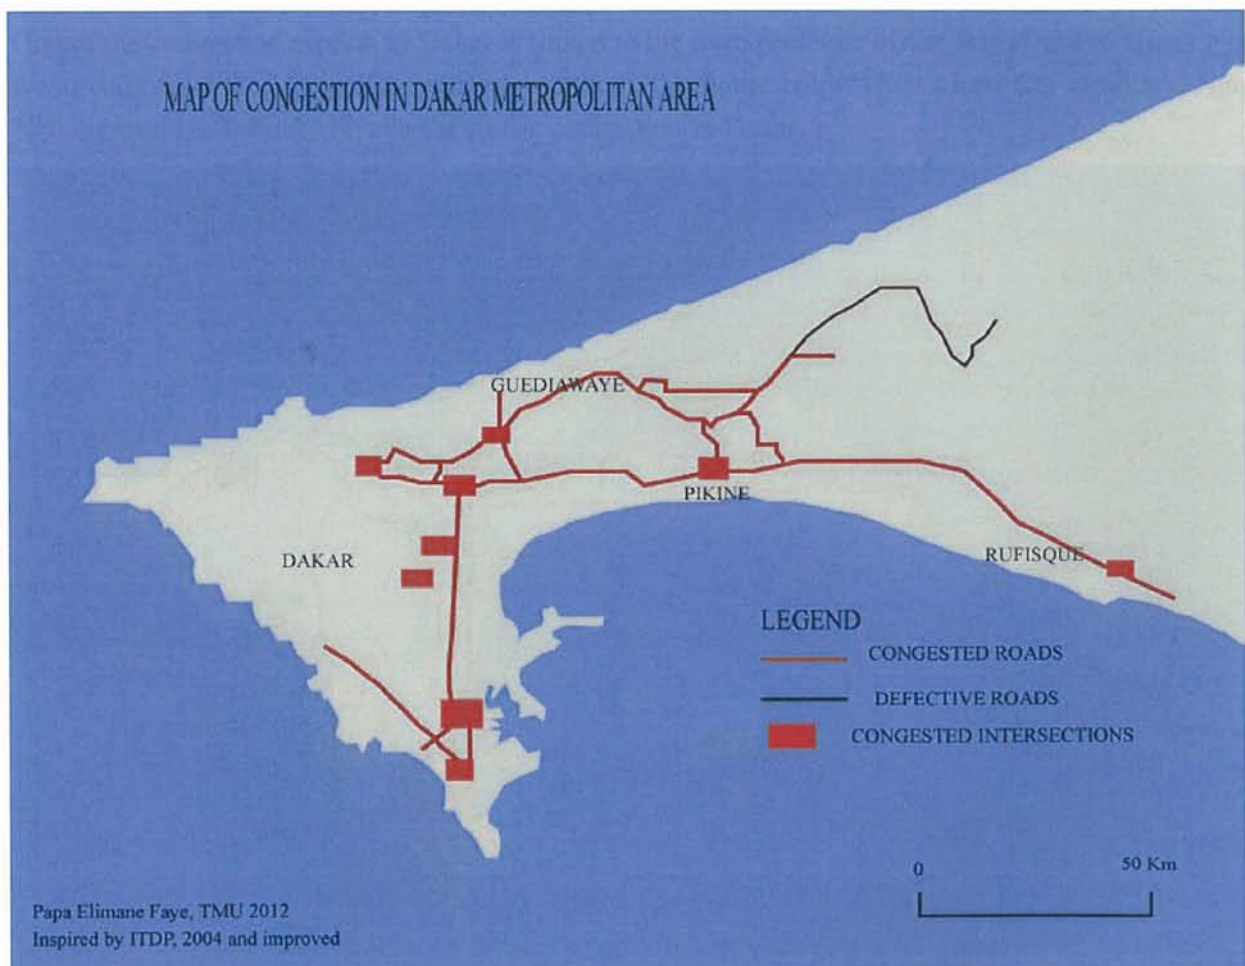 MAP OF CONGESTION IN DAKAR METROPOLITAN AREA
GUEDIAWAYE
PIKINE
DAKAR
RUFISQUE
LEGEND
CONGESTED ROADS
DEFECTIVE ROADS
CONGESTED INTERSECTIONS
0 50 Km
Papa Elimane Faye, TMU 2012
Inspired by ITDP, 2004 and improved